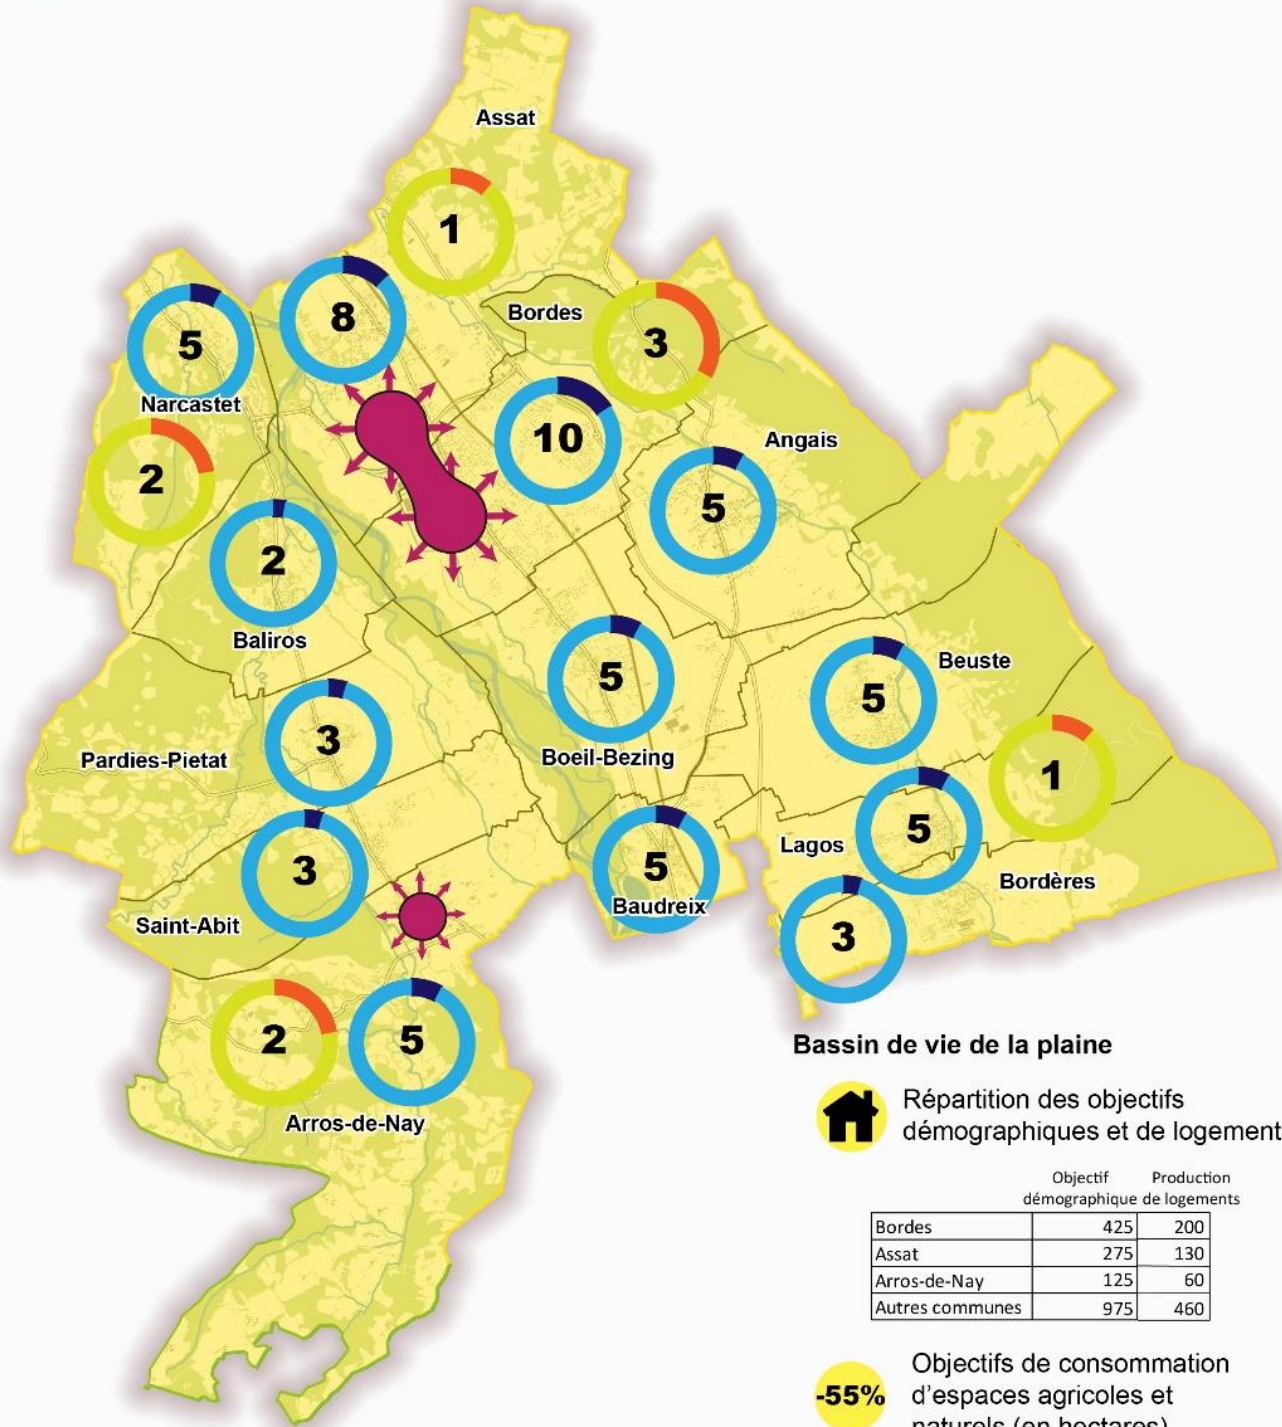 Assat
1
8
Bordes
5
3
Narcastet
10
Angais
2
5
2
Baliros
5
Beuste
5
3
Pardies-Pietat
Boeil-Bezing
1
5
Lagos
3
5
Bordères
Saint-Abit
Baudreix
3
2
5
Arros-de-Nay
Bassin de vie de la plaine
Répartition des objectifs
démographiques et de logement
Objectif Production
démographique de logements
Bordes 425 200
Assat 275 130
Arros-de-Nay 125 60
Autres communes 975 460
Objectifs de consommation
-55% d'espaces agricoles et
naturels (en hectares)